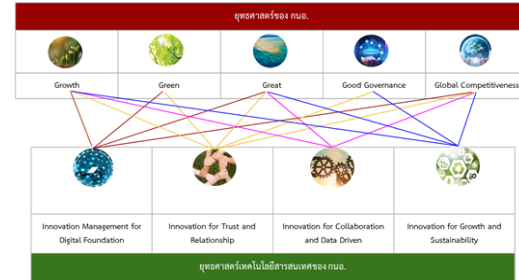 ยุทธศาสตร์ของ กนอ.
Growth
Green
Great
Good Governance
Global Competitiveness
Innovation Management for
Digital Foundation
Innovation for Trust and
Relationship
Innovation for Collaboration
and Data Driven
Innovation for Growth and
Sustainability
ยุทธศาสตร์เทคโนโลยีสารสนเทศของ กนอ.